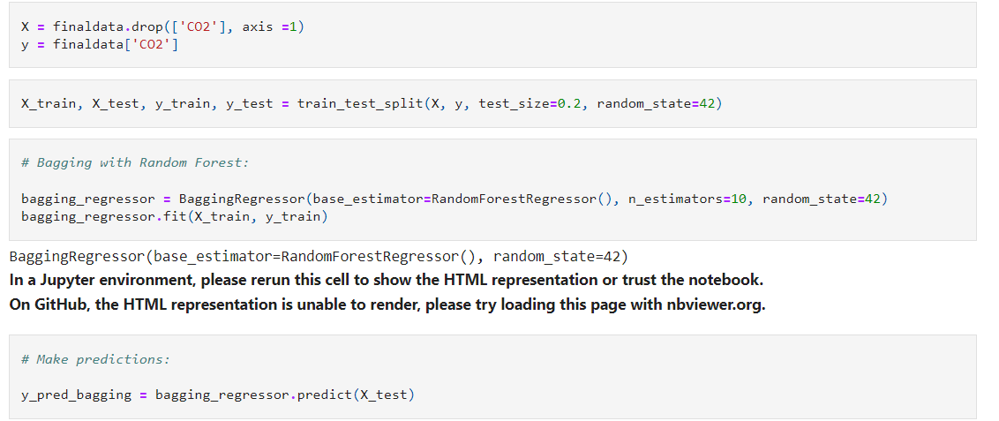 X = finaldata.drop(['CO2'], axis =1)
y = finaldata['CO2']
X_train, X_test, y_train, y_test = train_test_split(X, y, test_size=0.2, random_state=42)
# Bagging with Random Forest:
bagging_regressor = BaggingRegressor(base_estimator=RandomForestRegressor(), n_estimators=10, random_state=42)
bagging_regressor.fit(X_train, y_train)
BaggingRegressor(base_estimator=RandomForestRegressor(), random_state=42)
In a Jupyter environment, please rerun this cell to show the HTML representation or trust the notebook.
On GitHub, the HTML representation is unable to render, please try loading this page with nbviewer.org.
# Make predictions:
y_pred_bagging = bagging_regressor.predict(X_test)